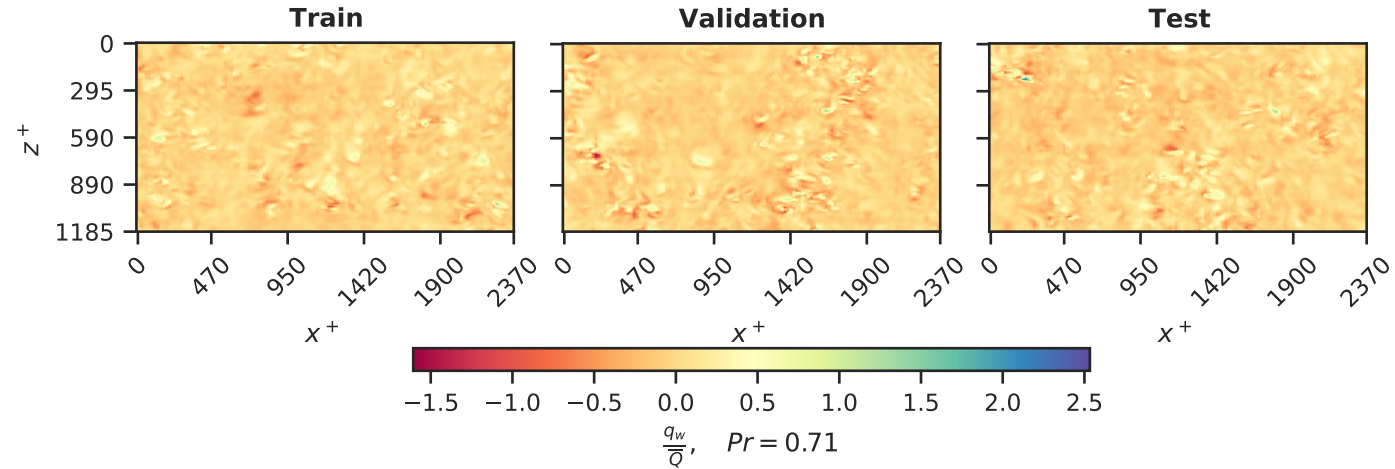 Train Validation Test
0
295
590
890
1185
z+
0 470 950 1420 1900 2370 0 470 950 1420 1900 2370 0 470 950 1420 1900 2370
x+ x+ x+
−1.5 −1.0 −0.5 0.0 0.5 1.0 1.5 2.0 2.5
q_w/Q̅, Pr = 0.71